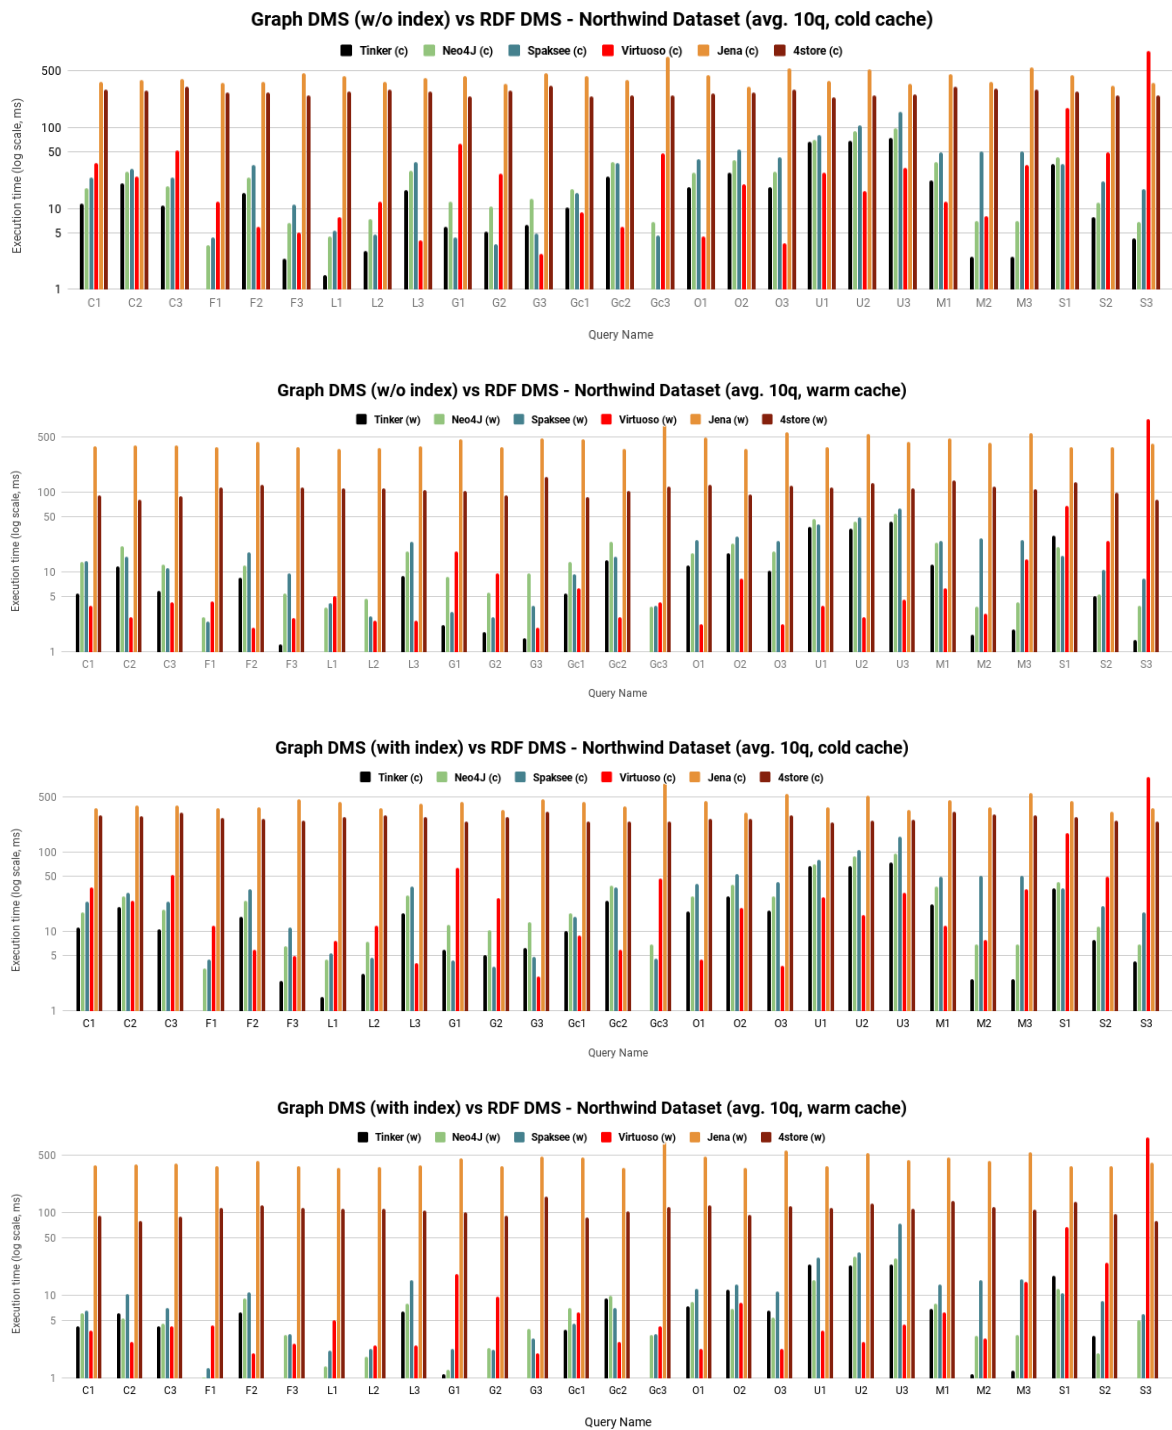 Graph DMS (w/o index) vs RDF DMS - Northwind Dataset (avg. 10q, cold cache)
Tinker (c) Neo4J (c) Spaksee (c) Virtuoso (c) Jena (c) 4store (c)
Execution time (log scale, ms)
500
100
50
10
5
1
C1 C2 C3 F1 F2 F3 L1 L2 L3 G1 G2 G3 Gc1 Gc2 Gc3 O1 O2 O3 U1 U2 U3 M1 M2 M3 S1 S2 S3
Query Name
Graph DMS (w/o index) vs RDF DMS - Northwind Dataset (avg. 10q, warm cache)
Tinker (w) Neo4J (w) Spaksee (w) Virtuoso (w) Jena (w) 4store (w)
Execution time (log scale, ms)
500
100
50
10
5
1
C1 C2 C3 F1 F2 F3 L1 L2 L3 G1 G2 G3 Gc1 Gc2 Gc3 O1 O2 O3 U1 U2 U3 M1 M2 M3 S1 S2 S3
Query Name
Graph DMS (with index) vs RDF DMS - Northwind Dataset (avg. 10q, cold cache)
Tinker (c) Neo4J (c) Spaksee (c) Virtuoso (c) Jena (c) 4store (c)
Execution time (log scale, ms)
500
100
50
10
5
1
C1 C2 C3 F1 F2 F3 L1 L2 L3 G1 G2 G3 Gc1 Gc2 Gc3 O1 O2 O3 U1 U2 U3 M1 M2 M3 S1 S2 S3
Query Name
Graph DMS (with index) vs RDF DMS - Northwind Dataset (avg. 10q, warm cache)
Tinker (w) Neo4J (w) Spaksee (w) Virtuoso (w) Jena (w) 4store (w)
Execution time (log scale, ms)
500
100
50
10
5
1
C1 C2 C3 F1 F2 F3 L1 L2 L3 G1 G2 G3 Gc1 Gc2 Gc3 O1 O2 O3 U1 U2 U3 M1 M2 M3 S1 S2 S3
Query Name